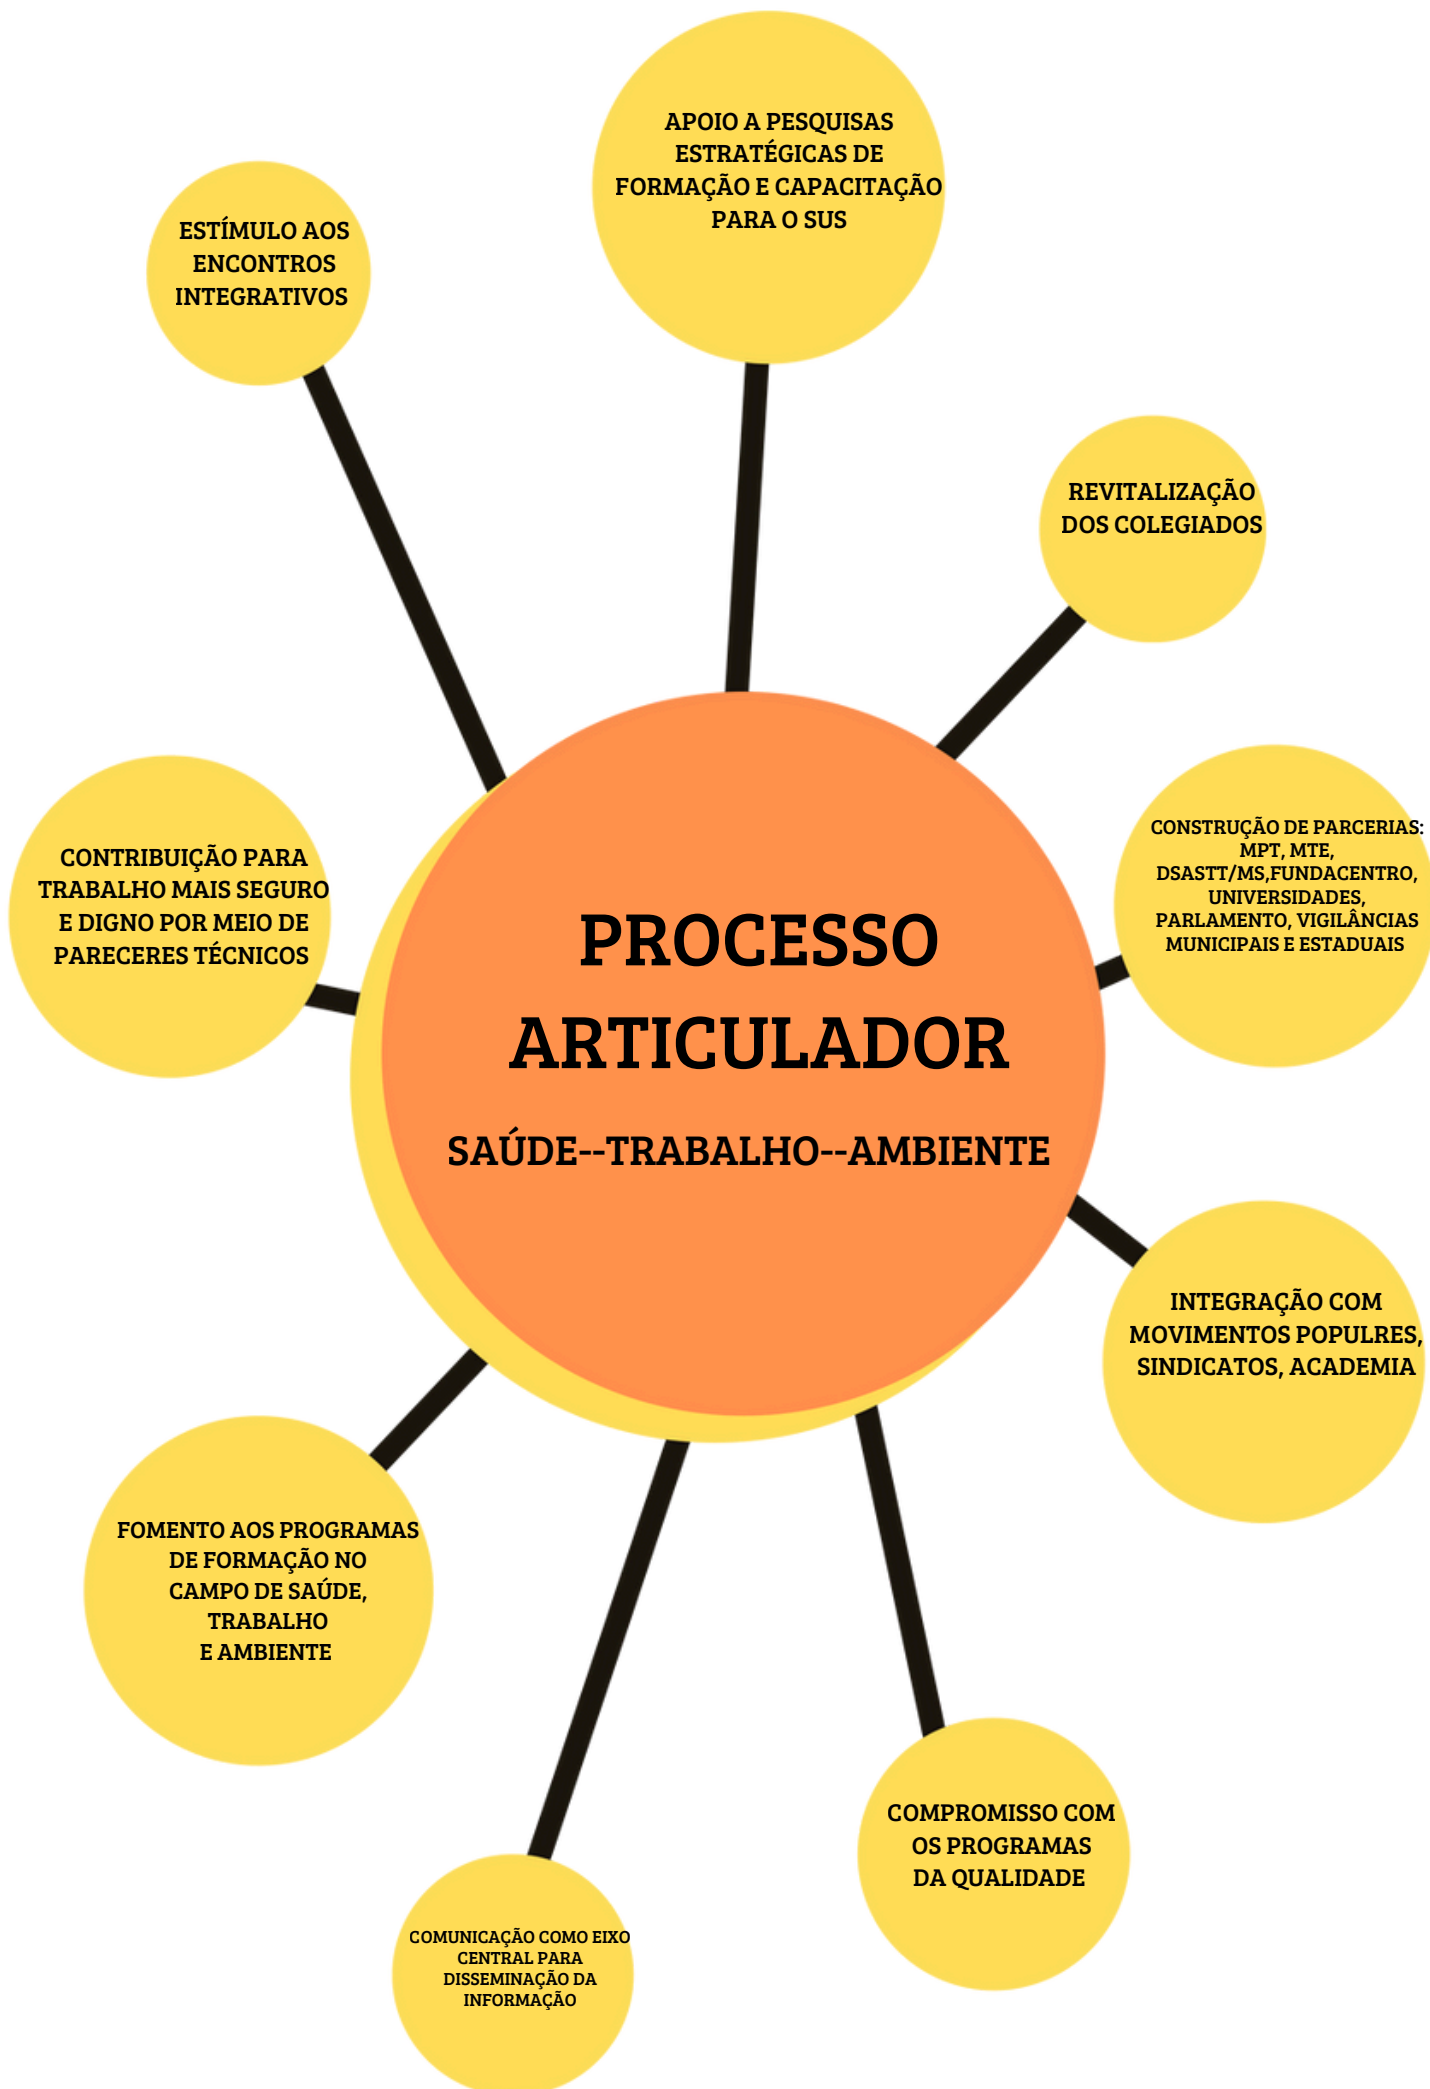 APOIO A PESQUISAS
ESTRATÉGICAS DE
FORMAÇÃO E CAPACITAÇÃO
PARA O SUS
ESTÍMULO AOS
ENCONTROS
INTEGRATIVOS
REVITALIZAÇÃO
DOS COLEGIADOS
CONSTRUÇÃO DE PARCERIAS:
MPT, MTE,
DSASTT/MS,FUNDACENTRO,
UNIVERSIDADES,
PARLAMENTO, VIGILÂNCIAS
MUNICIPAIS E ESTADUAIS
CONTRIBUIÇÃO PARA
TRABALHO MAIS SEGURO
E DIGNO POR MEIO DE
PARECERES TÉCNICOS
PROCESSO
ARTICULADOR
SAÚDE--TRABALHO--AMBIENTE
INTEGRAÇÃO COM
MOVIMENTOS POPULRES,
SINDICATOS, ACADEMIA
FOMENTO AOS PROGRAMAS
DE FORMAÇÃO NO
CAMPO DE SAÚDE,
TRABALHO
E AMBIENTE
COMPROMISSO COM
OS PROGRAMAS
DA QUALIDADE
COMUNICAÇÃO COMO EIXO
CENTRAL PARA
DISSEMINAÇÃO DA
INFORMAÇÃO